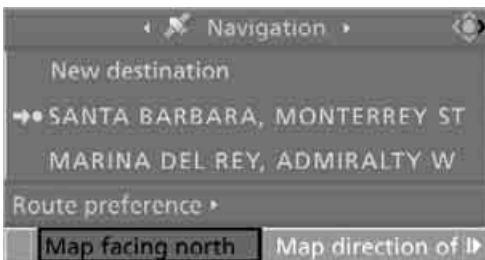 Navigation
New destination
SANTA BARBARA, MONTERREY ST
MARINA DEL REY, ADMIRALTY W
Route preference
Map facing north Map direction of